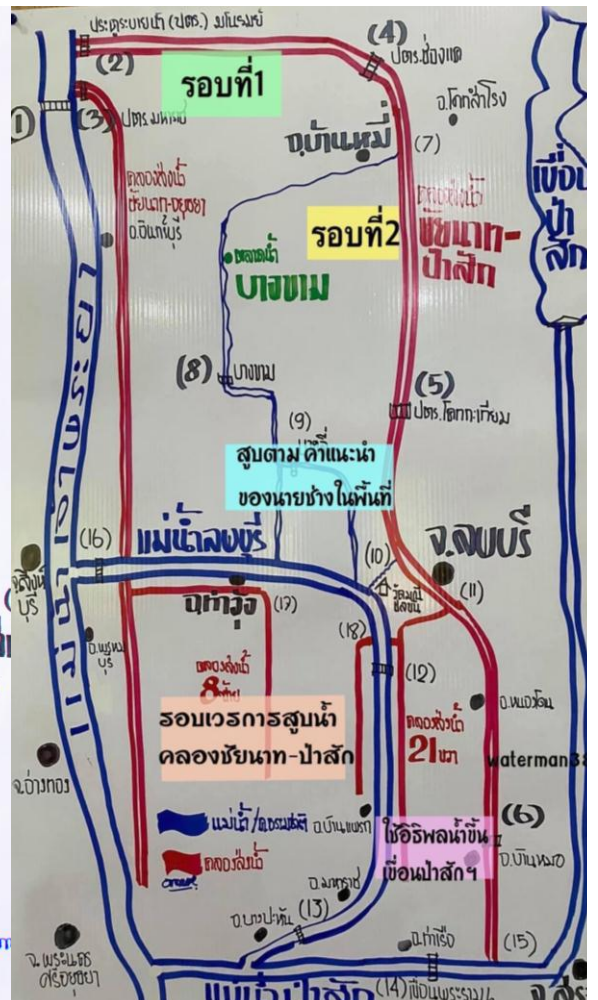 ประตูระบายน้ำ (ปตร.) มโนรมย์
(2)
(4)
ปตร.ช่องแค
รอบที่1
(3)
ปตร.มหาราช
อ.โคกสำโรง
(7)
อ.บ้านหมี่
คลองส่งน้ำ
ชัยนาท-อยุธยา
อ.อินทร์บุรี
รอบที่2
คลองส่งน้ำ
ชัยนาท-
ป่าสัก
เขื่อน
ป่า
สัก
บางขาม
(8)
บางขาม
(5)
ปตร.โคกกะเทียม
(9)
สูบตามคำแนะนำ
ของนายช่างในพื้นที่
แม่น้ำเจ้าพระยา
(16)
แม่น้ำลพบุรี
(10)
จ.ลพบุรี
จ.สิงห์
บุรี
อ.ท่าวุ้ง
(17)
(11)
(18)
อ.พรหม
บุรี
(12)
คลองส่งน้ำ
8
คลองส่งน้ำ
21 ขวา
อ.หนองโดน
รอบเวรการสูบน้ำ
คลองชัยนาท-ป่าสัก
จ.อ่างทอง
แม่น้ำ/คลองธรรมชาติ
คลองส่งน้ำ
อ.บ้านแพรก
ใช้อิธิพลน้ำขึ้น
เขื่อนป่าสักฯ
(6)
อ.บ้านหมอ
อ.มหาราช
อ.บางปะหัน
(13)
จ.พระนคร
ศรีอยุธยา
อ.ท่าเรือ
(15)
แม่น้ำป่าสัก
(14)